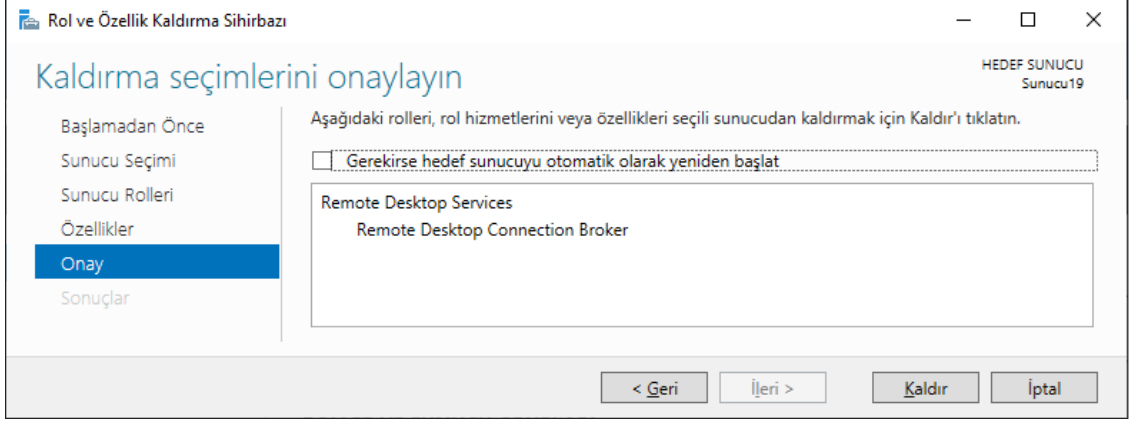 Rol ve Özellik Kaldırma Sihirbazı
Kaldırma seçimlerini onaylayın
HEDEF SUNUCU
Sunucu19
Başlamadan Önce
Sunucu Seçimi
Sunucu Rolleri
Özellikler
Onay
Sonuçlar
Aşağıdaki rolleri, rol hizmetlerini veya özellikleri seçili sunucudan kaldırmak için Kaldır'ı tıklatın.
Gerekirse hedef sunucuyu otomatik olarak yeniden başlat
Remote Desktop Services
Remote Desktop Connection Broker
< Geri
İleri >
Kaldır
İptal